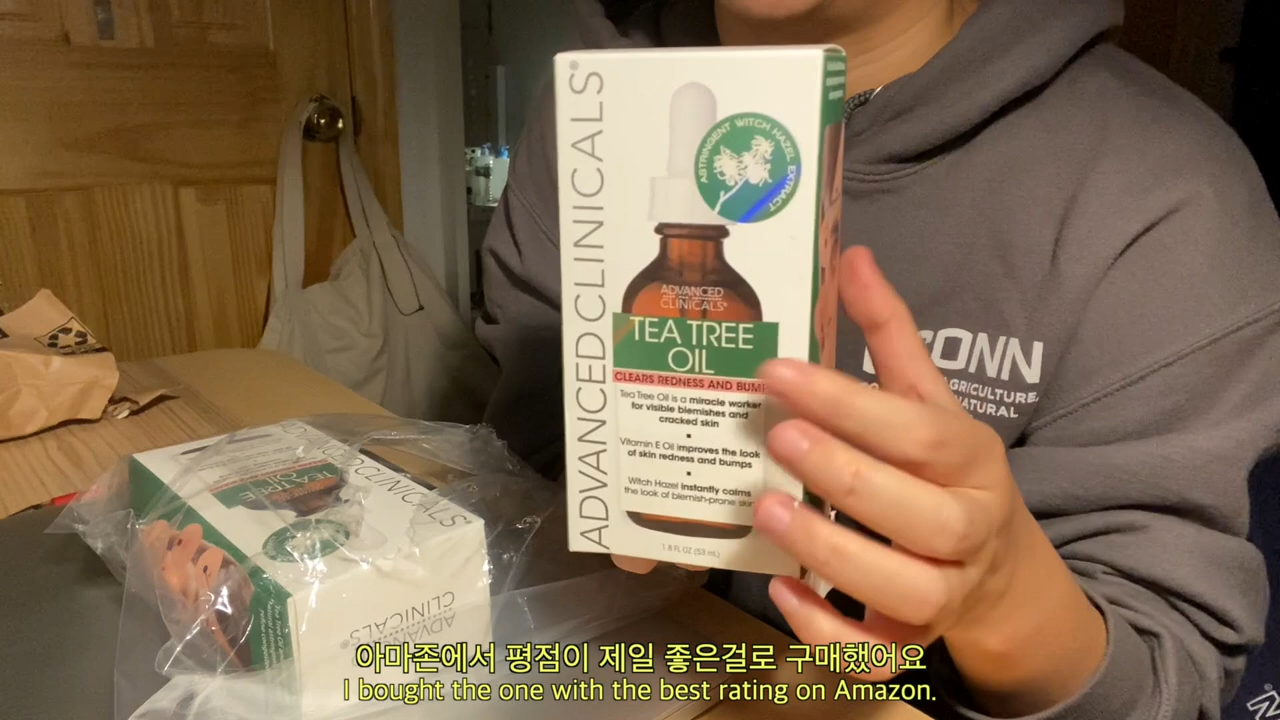 ADVANCED CLINICALS®
ASTRINGENT WITCH HAZEL EXTRACT
ADVANCED
CLINICALS®
TEA TREE
OIL
CLEARS REDNESS AND BUMP
Tea Tree Oil is a miracle worker
for visible blemishes and
cracked skin
Vitamin E Oil improves the look
of skin redness and bumps
Witch Hazel instantly calms
the look of blemish-prone skin
1.8 FL OZ (53 mL)
CONN
AGRICULTURE,
NATURAL
TEA TREE
OIL
CLINICALS®
ADVANCED
CLINICALS®
아마존에서 평점이 제일 좋은걸로 구매했어요
I bought the one with the best rating on Amazon.